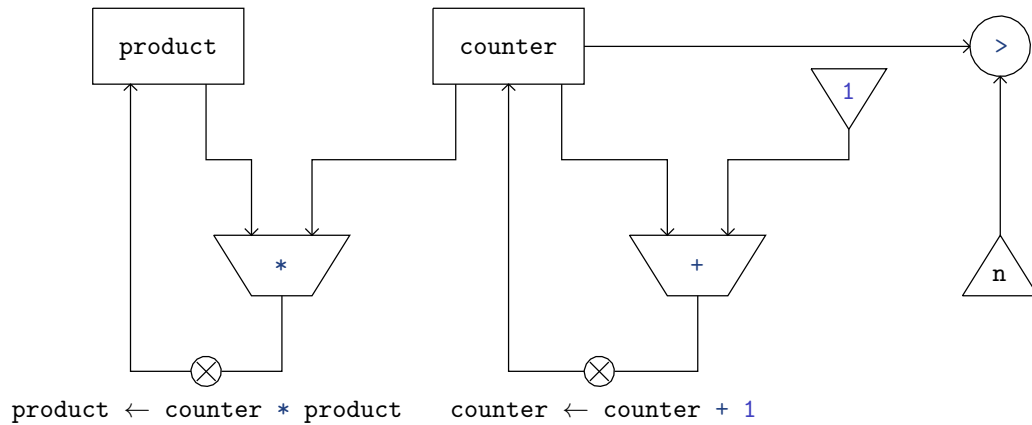 product
counter
>
1
*
+
n
product ← counter * product
counter ← counter + 1